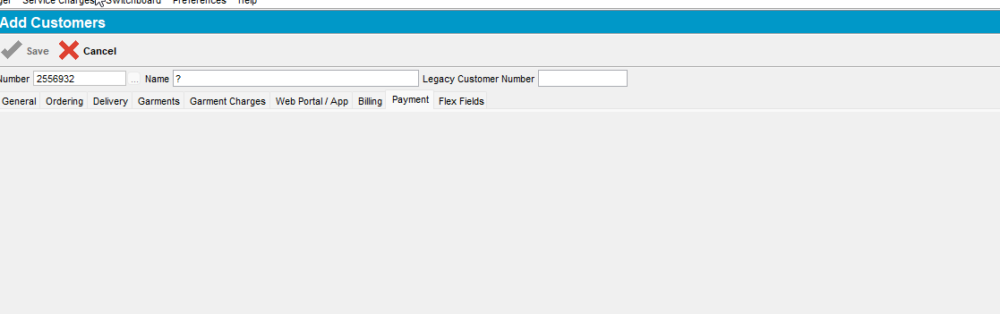 Service Charges Switchboard Preferences Help
Add Customers
Save Cancel
Number 2556932 ... Name ? Legacy Customer Number
General Ordering Delivery Garments Garment Charges Web Portal / App Billing Payment Flex Fields